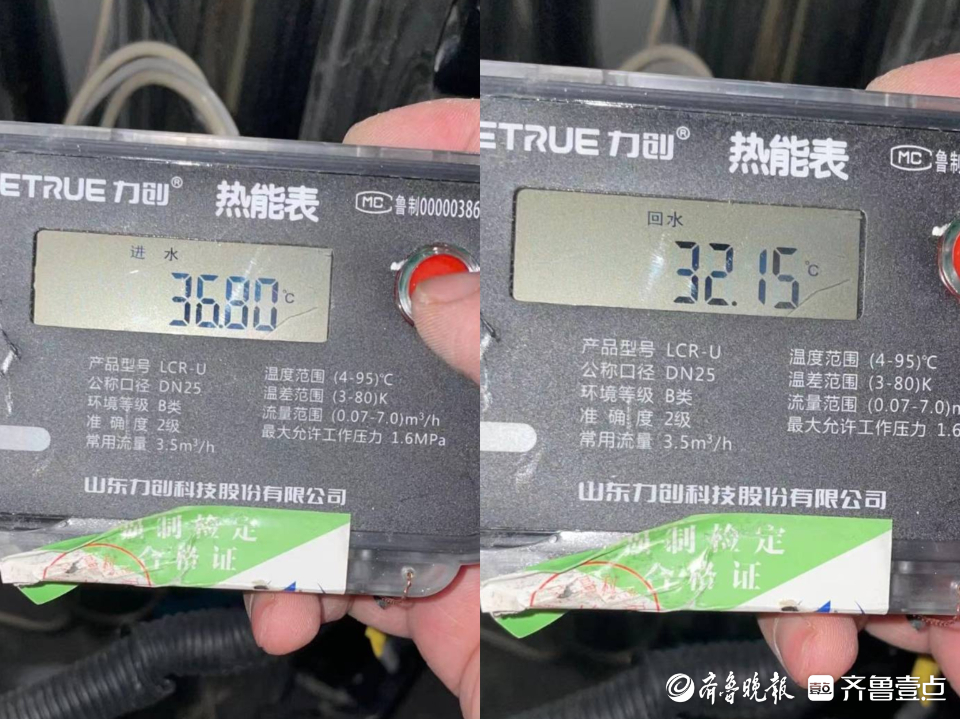 ETRUE 力创® 热能表 MC 鲁制00000386
进 水
36.80 ℃
产品型号 LCR-U 温度范围 (4-95)℃
公称口径 DN25 温差范围 (3-80)K
环境等级 B类 流量范围 (0.07-7.0)m³/h
准 确 度 2级 最大允许工作压力 1.6MPa
常用流量 3.5m³/h
山东力创科技股份有限公司
强制检定
合格证
ETRUE 力创® 热能表 MC 鲁制
回水
32.15 ℃
产品型号 LCR-U 温度范围 (4-95)℃
公称口径 DN25 温差范围 (3-80)K
环境等级 B类 流量范围 (0.07-7.0)m
准 确 度 2级 最大允许工作压力 1.6
常用流量 3.5m³/h
山东力创科技股份有限公司
强制检定
合格证
齐鲁晚报 齐鲁壹点